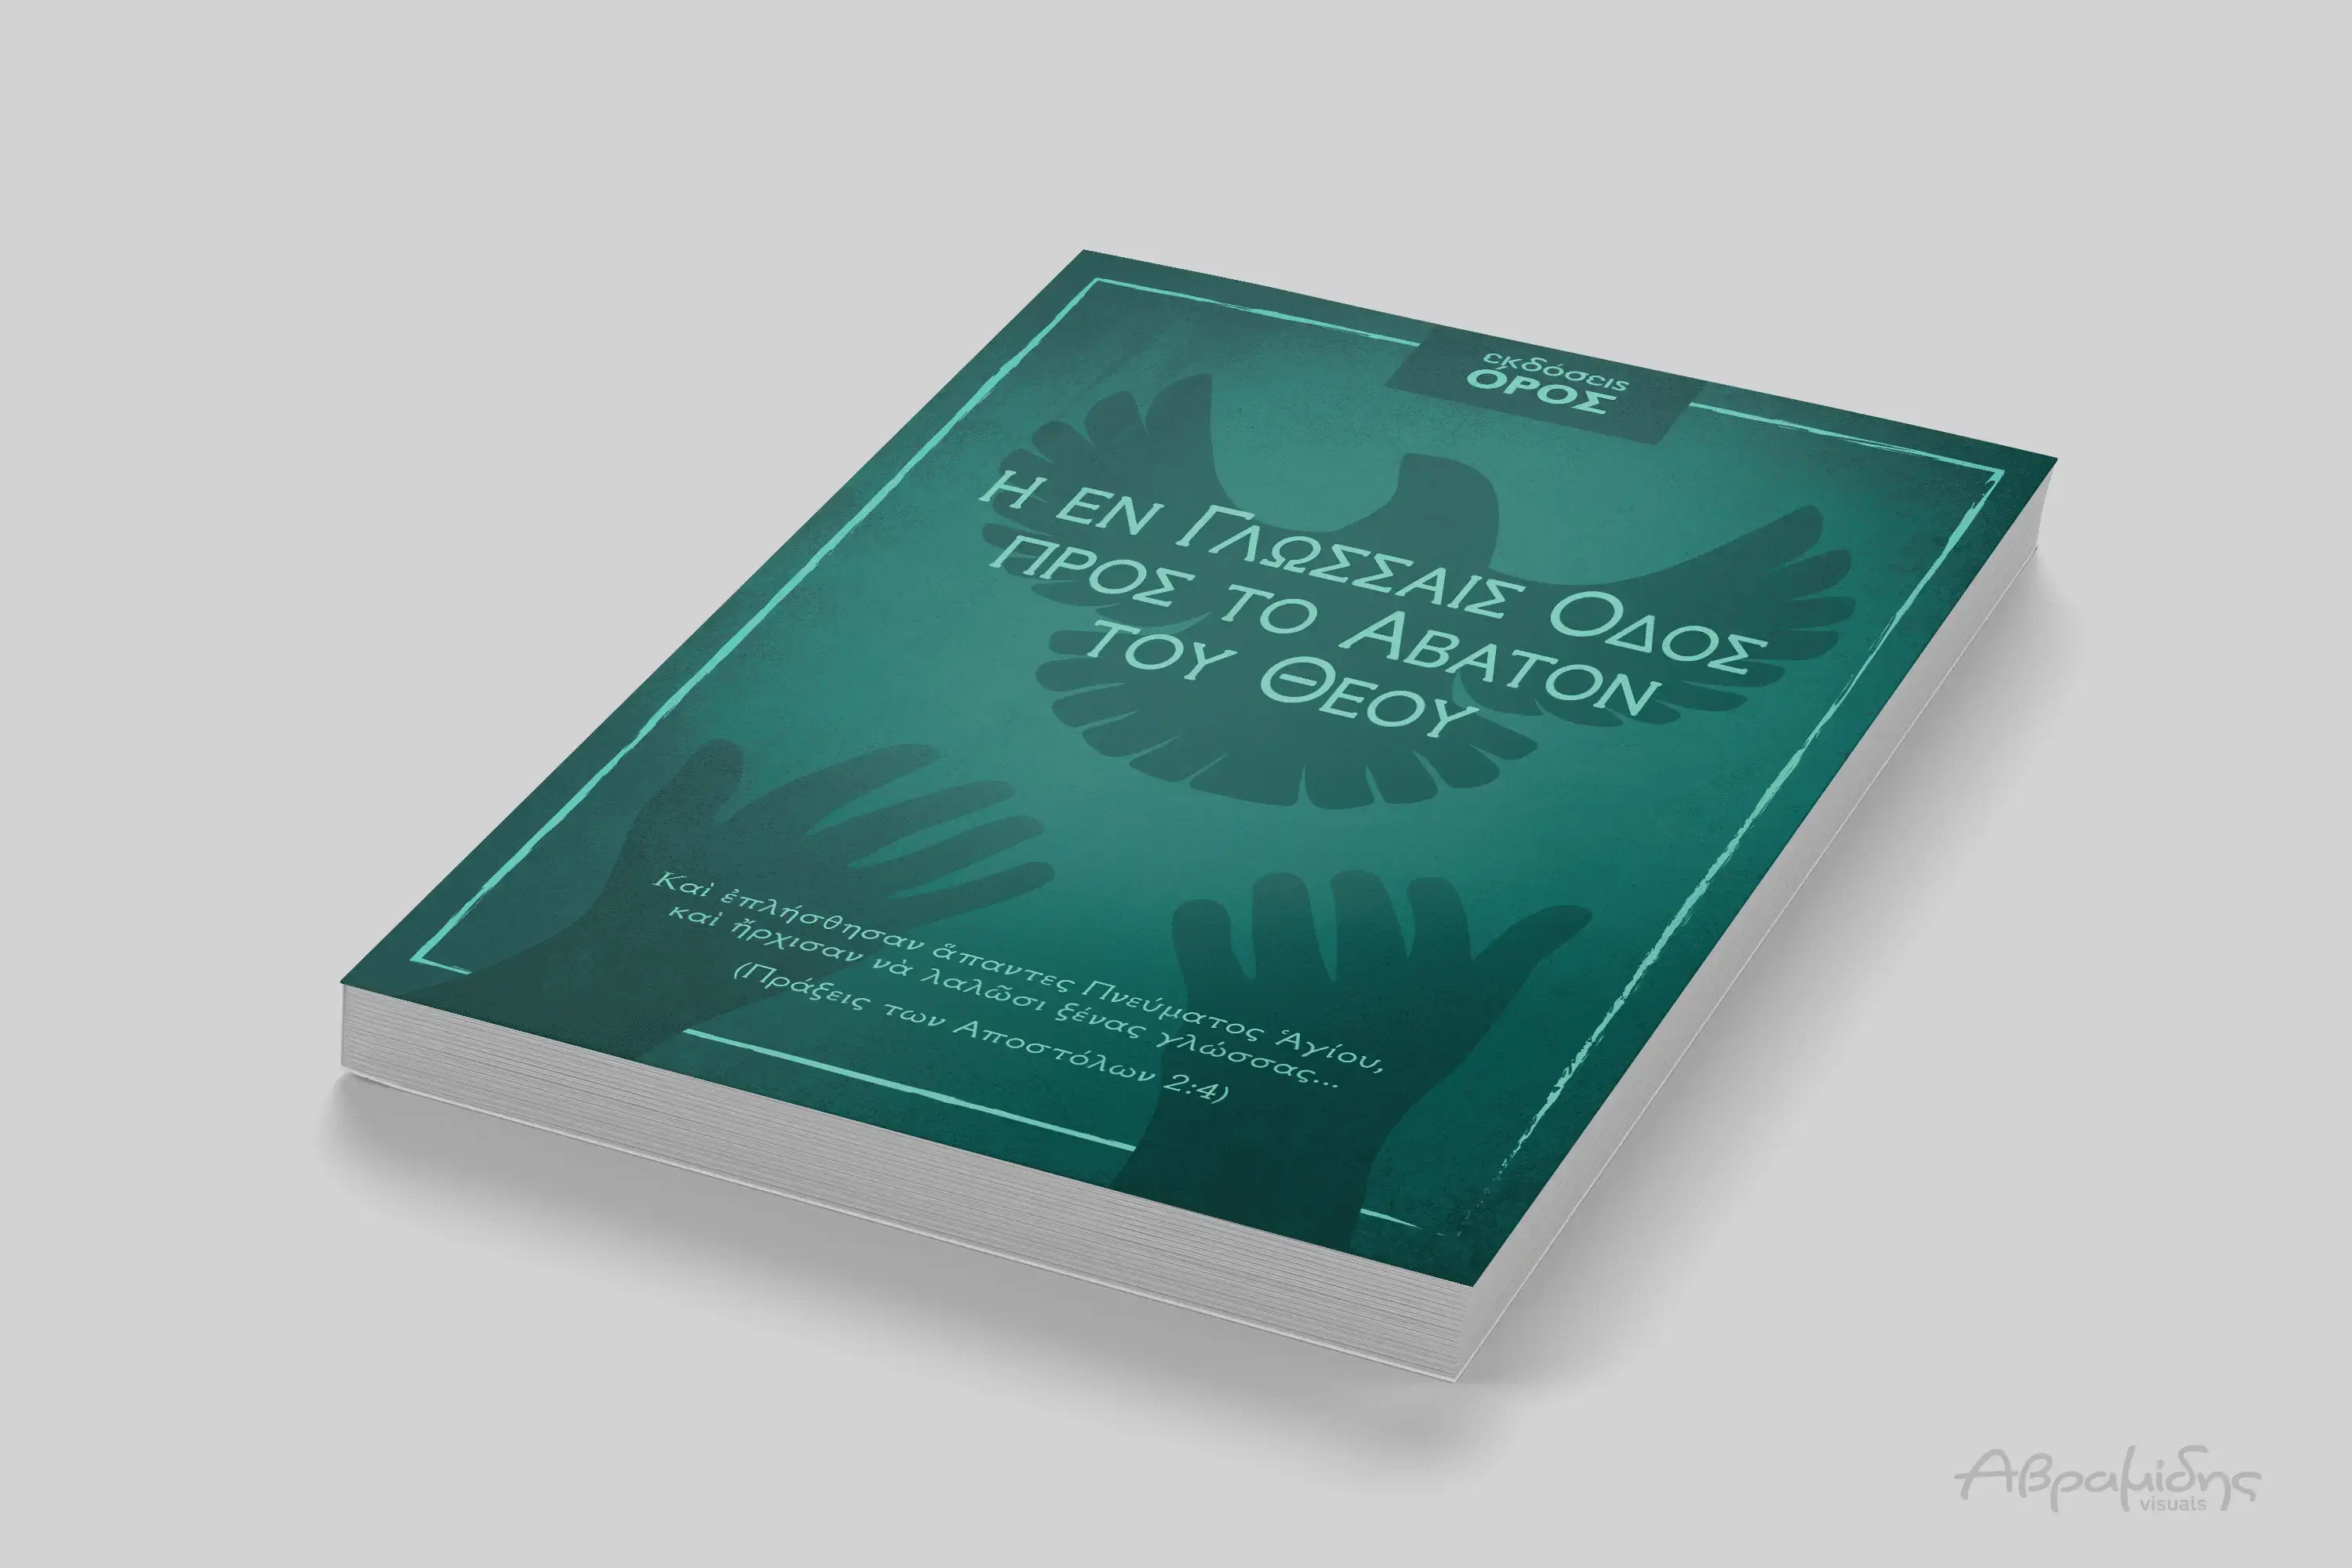 εκδόσεις
ΌΡΟΣ
Η ΕΝ ΓΛΩΣΣΑΙΣ ΟΔΟΣ
ΠΡΟΣ ΤΟ ΑΒΑΤΟΝ
ΤΟΥ ΘΕΟΥ
Καὶ ἐπλήσθησαν ἅπαντες Πνεύματος Ἁγίου,
καὶ ἤρχισαν νὰ λαλῶσι ξένας γλώσσας...
(Πράξεις των Αποστόλων 2:4)
Αβραμίδης
visuals